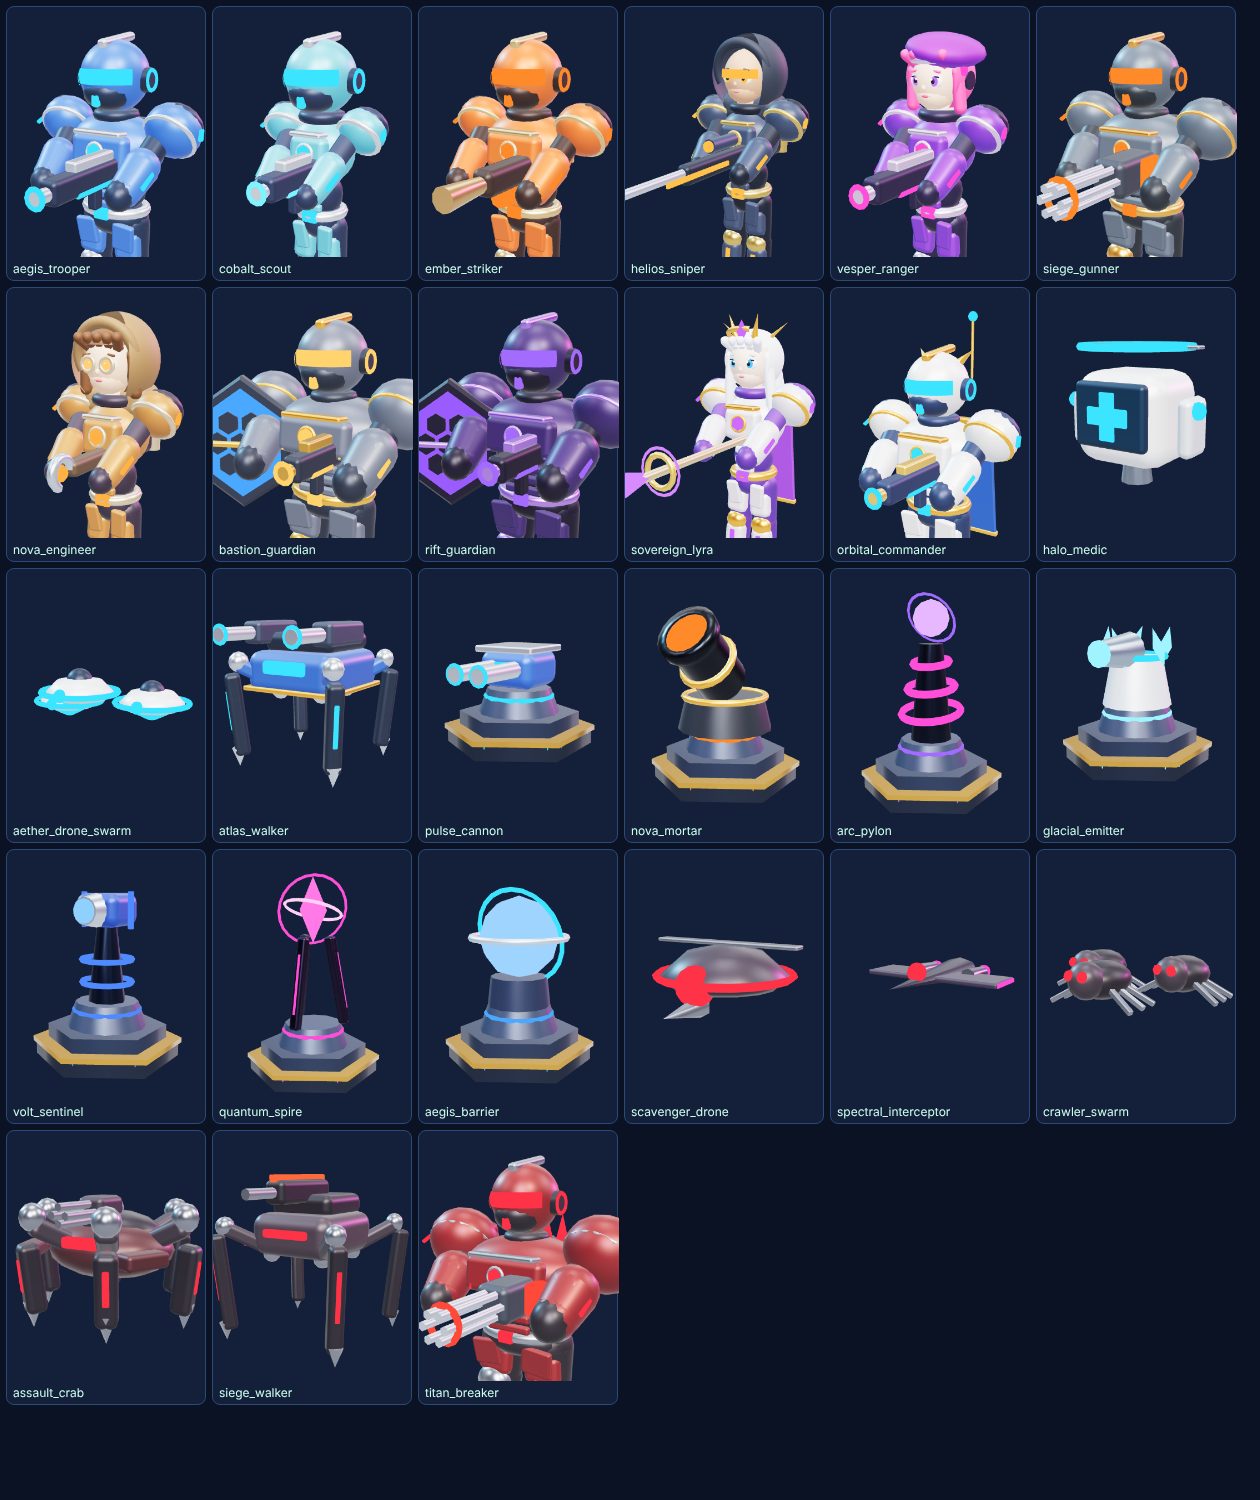 aegis_trooper
cobalt_scout
ember_striker
helios_sniper
vesper_ranger
siege_gunner
nova_engineer
bastion_guardian
rift_guardian
sovereign_lyra
orbital_commander
halo_medic
aether_drone_swarm
atlas_walker
pulse_cannon
nova_mortar
arc_pylon
glacial_emitter
volt_sentinel
quantum_spire
aegis_barrier
scavenger_drone
spectral_interceptor
crawler_swarm
assault_crab
siege_walker
titan_breaker